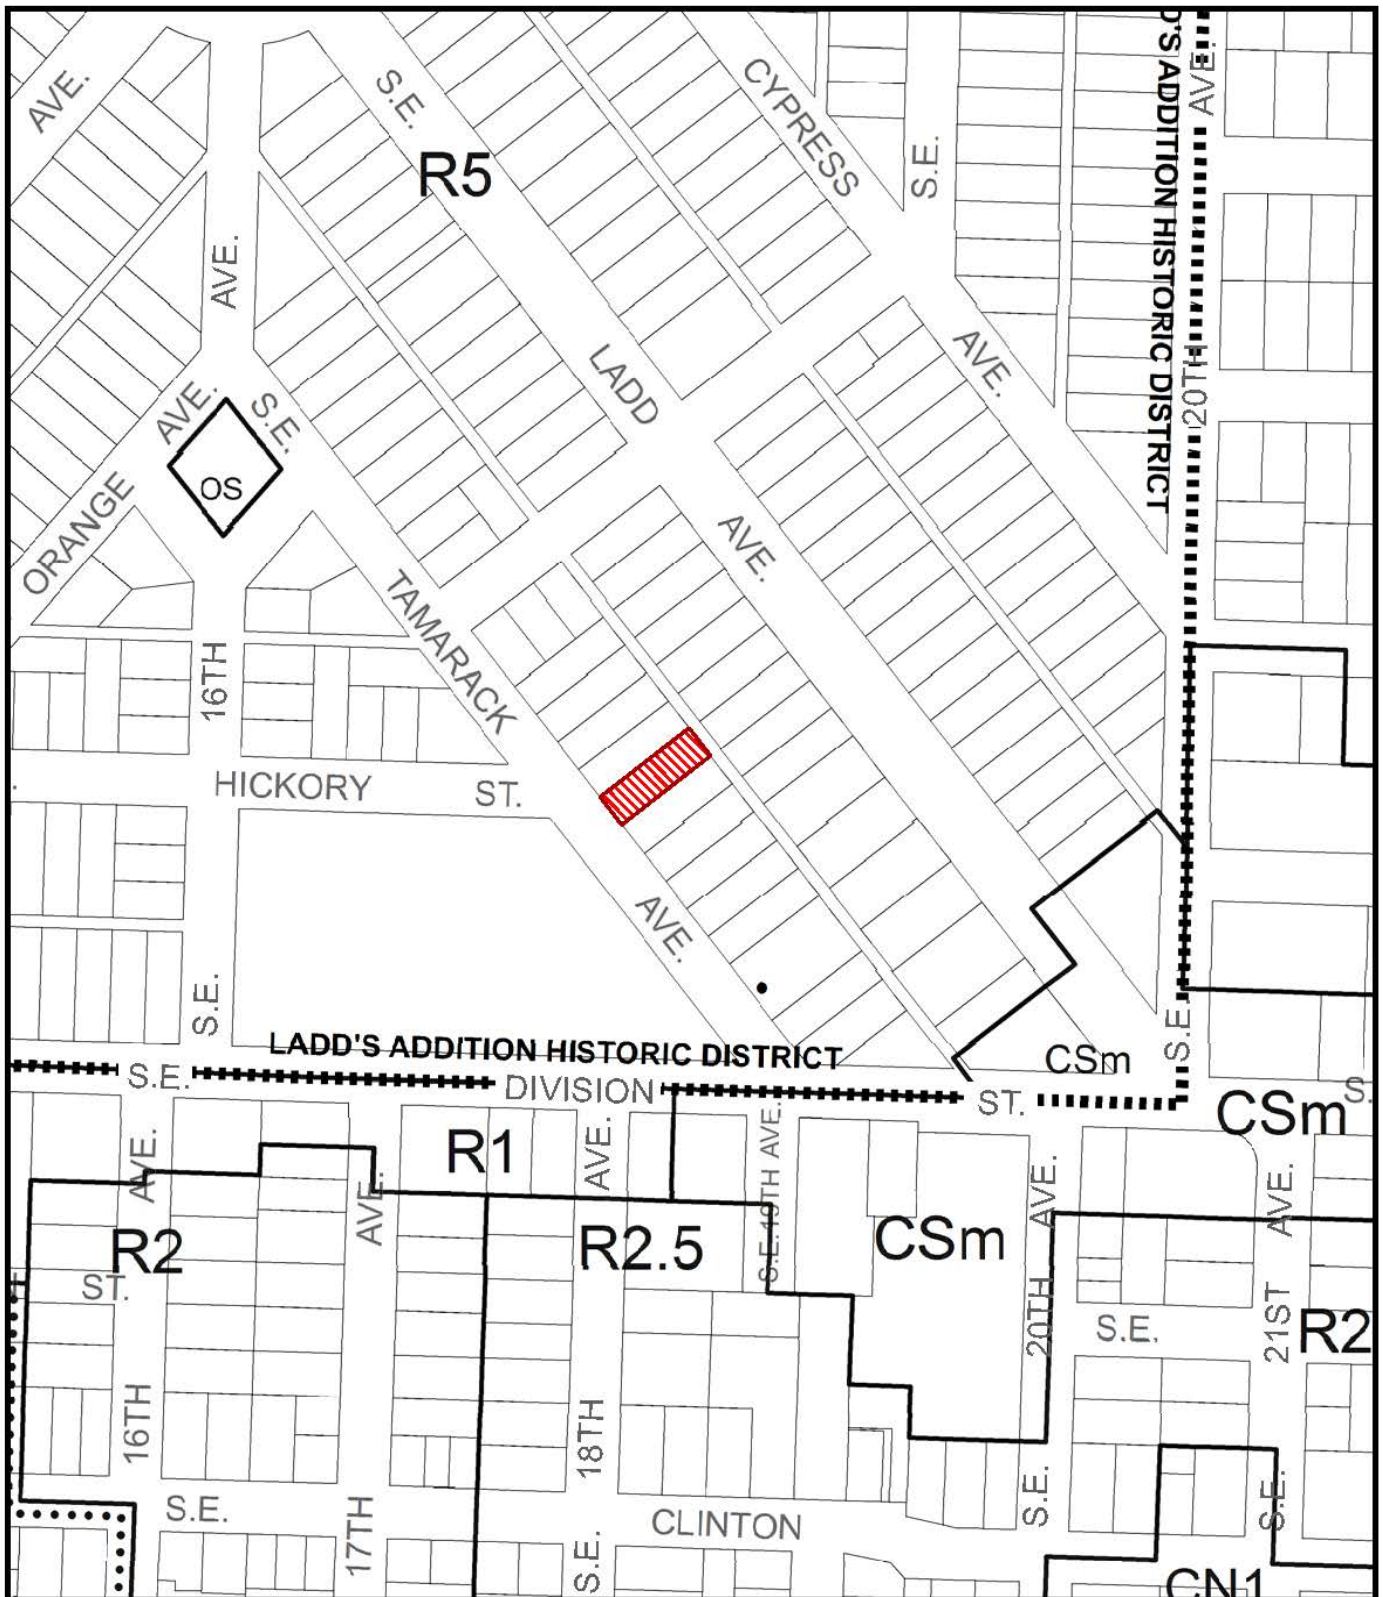 AVE.
S.E.
R5
CYPRESS
S.E.
AVE.
D'S ADDITION HISTORIC DISTRICT
20TH
AVE.
LADD
AVE.
AVE.
S.E.
OS
ORANGE
AVE.
TAMARACK
AVE.
16TH
HICKORY
ST.
AVE.
S.E.
LADD'S ADDITION HISTORIC DISTRICT
S.E.
DIVISION
ST.
CSm
S.E.
CSm
S.
AVE.
R1
AVE.
S.E. 19TH AVE.
AVE.
AVE.
AVE.
R2
R2.5
CSm
ST.
20TH
S.E.
21ST
R2
16TH
18TH
S.E.
17TH
S.E.
CLINTON
S.E.
S.E.
CN1